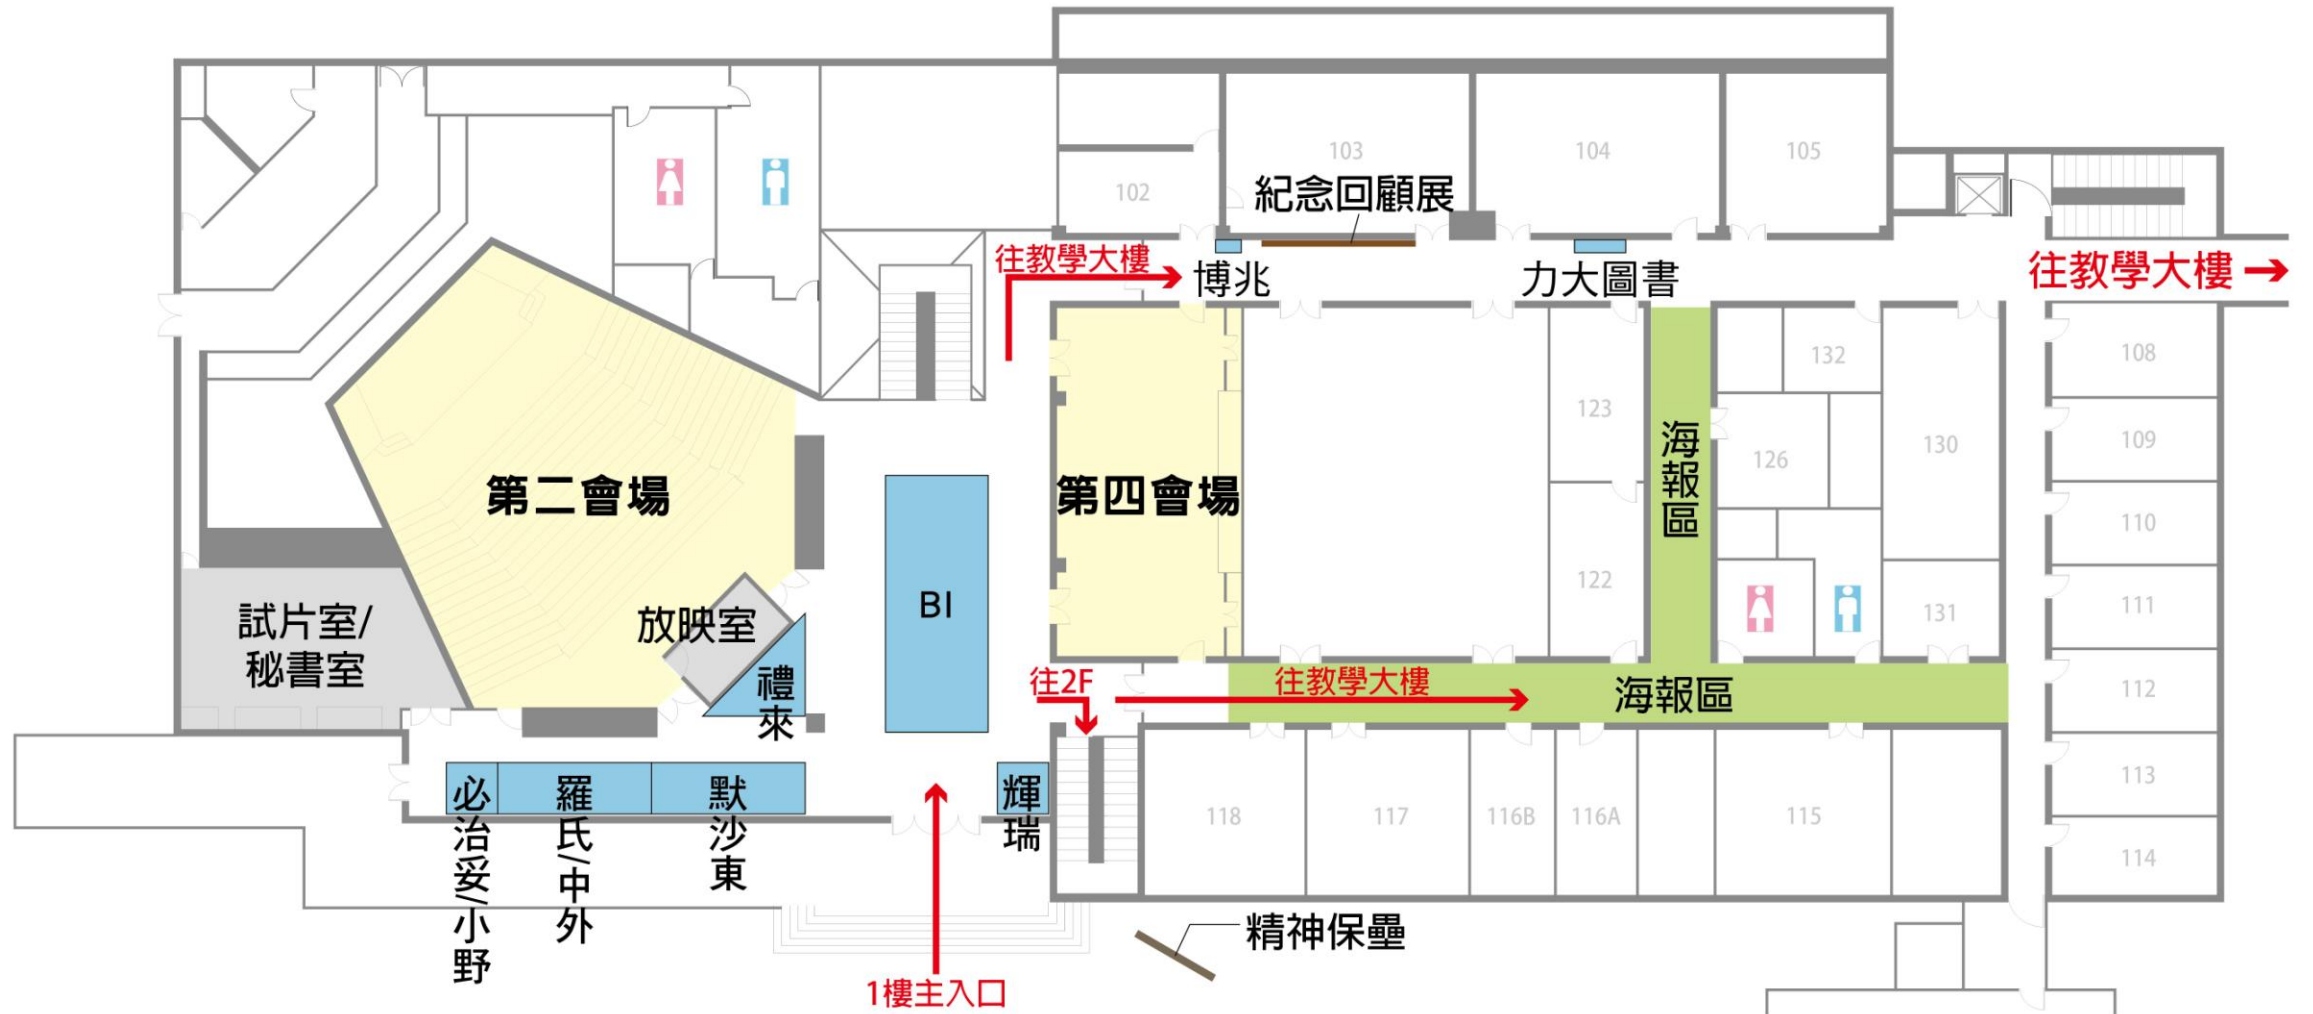 103
104
105
102
紀念回顧展
往教學大樓
博兆
力大圖書
往教學大樓
108
132
123
109
海報區
130
126
第二會場
第四會場
110
122
BI
111
131
試片室/
秘書室
放映室
禮來
往2F
往教學大樓
海報區
112
113
必治妥/小野
羅氏/中外
默沙東
輝瑞
118
117
116B
116A
115
114
精神保壘
1樓主入口